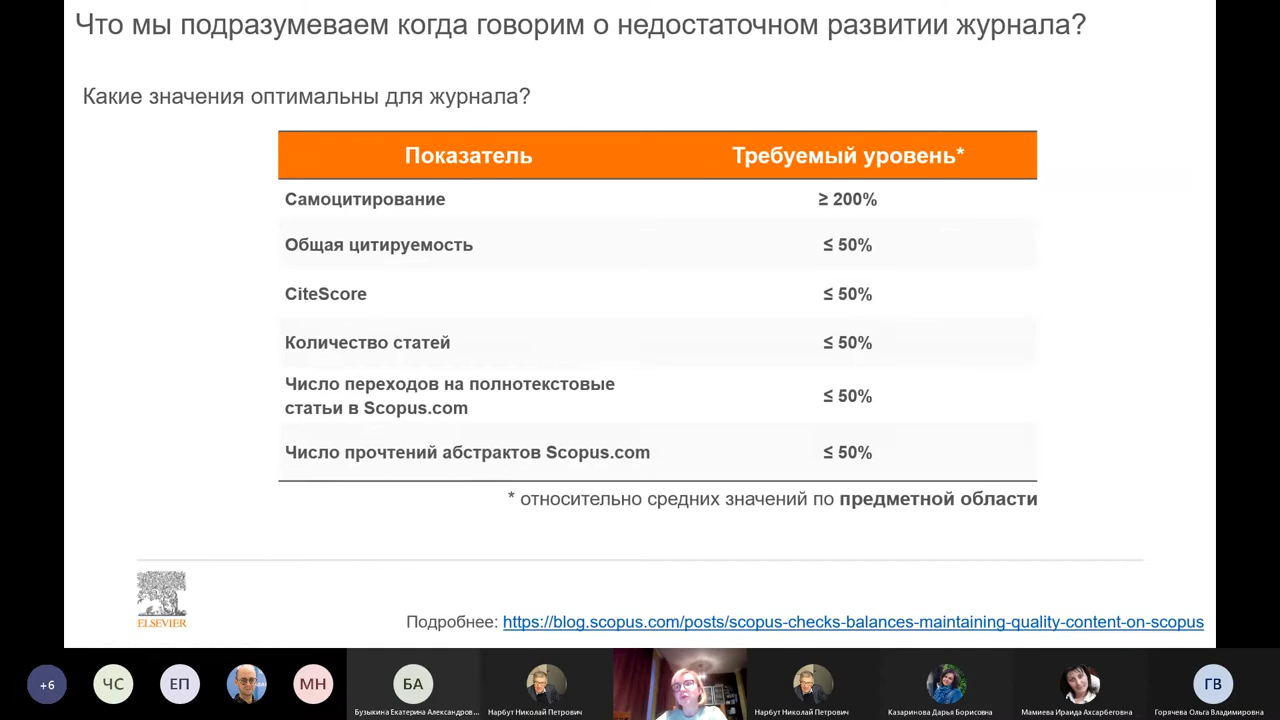 Что мы подразумеваем когда говорим о недостаточном развитии журнала?
Какие значения оптимальны для журнала?
Показатель Требуемый уровень*
Самоцитирование ≥ 200%
Общая цитируемость ≤ 50%
CiteScore ≤ 50%
Количество статей ≤ 50%
Число переходов на полнотекстовые
статьи в Scopus.com ≤ 50%
Число прочтений абстрактов Scopus.com ≤ 50%
* относительно средних значений по предметной области
ELSEVIER
Подробнее: https://blog.scopus.com/posts/scopus-checks-balances-maintaining-quality-content-on-scopus
+6 ЧС ЕП МН БА ГВ
Бузыкина Екатерина Александров... Нарбут Николай Петрович Нарбут Николай Петрович Казаринова Дарья Борисовна Мамиева Ираида Ахсарбеговна Горячева Ольга Владимировна